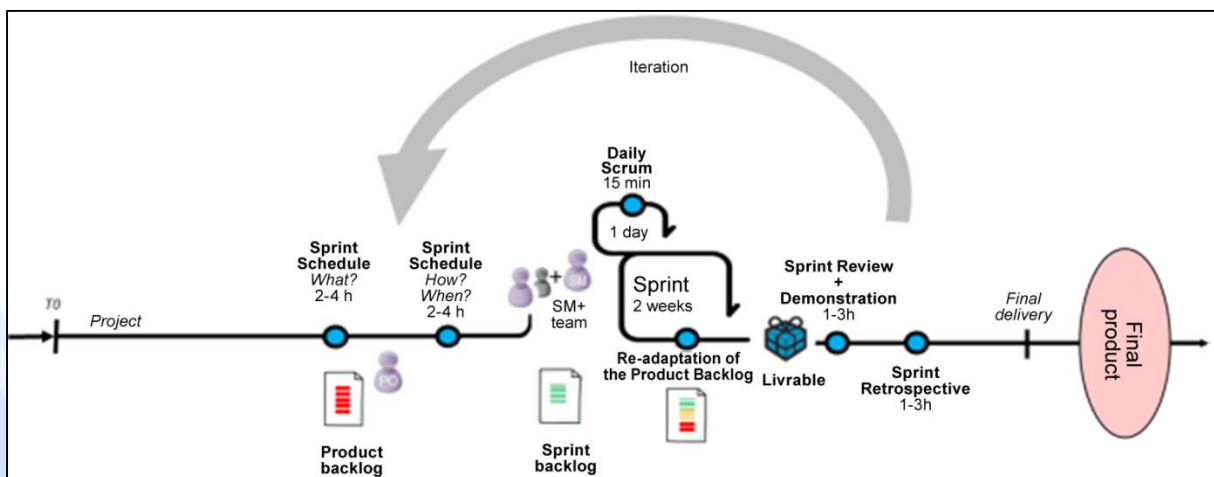 Iteration
Daily
Scrum
15 min
1 day
Sprint
Schedule
What?
2-4 h
Sprint
Schedule
How?
When?
2-4 h
SM
SM+
team
Sprint
2 weeks
Sprint Review
+
Demonstration
1-3h
Final
delivery
Final
product
T0
Project
PO
Re-adaptation of
the Product Backlog
Livrable
Sprint
Retrospective
1-3h
Product
backlog
Sprint
backlog